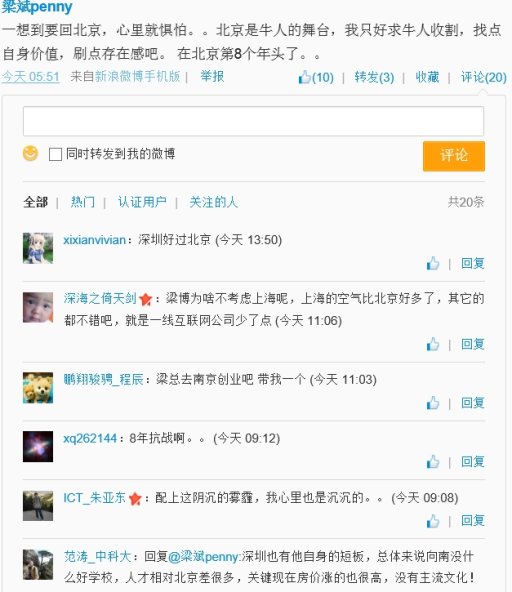 梁斌penny
一想到要回北京，心里就惧怕。。北京是牛人的舞台，我只好求牛人收割，找点
自身价值，刷点存在感吧。 在北京第8个年头了。。
今天 05:51 来自新浪微博手机版 | 举报 (10) | 转发(3) | 收藏 | 评论(20)
同时转发到我的微博 评论
全部 | 热门 | 认证用户 | 关注的人 共20条
xixianvivian：深圳好过北京 (今天 13:50)
| 回复
深海之倚天剑：梁博为啥不考虑上海呢，上海的空气比北京好多了，其它的
都不错吧，就是一线互联网公司少了点 (今天 11:06)
| 回复
鹏翔骏骋_程辰：梁总去南京创业吧 带我一个 (今天 11:03)
| 回复
xq262144：8年抗战啊。。 (今天 09:12)
| 回复
ICT_朱亚东：配上这阴沉的雾霾，我心里也是沉沉的。。 (今天 09:08)
| 回复
范涛_中科大：回复@梁斌penny:深圳也有他自身的短板，总体来说向南没什
么好学校，人才相对北京差很多，关键现在房价涨的也很高，没有主流文化！